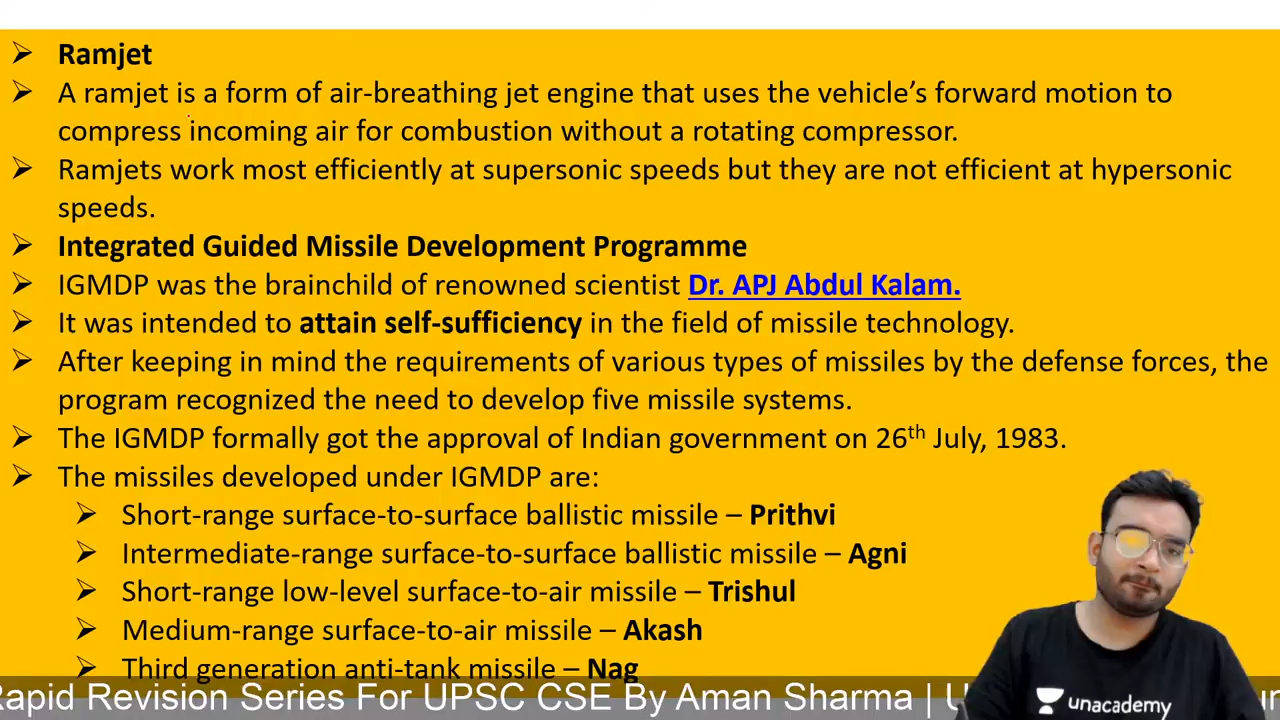 ➢ Ramjet
➢ A ramjet is a form of air-breathing jet engine that uses the vehicle's forward motion to
compress incoming air for combustion without a rotating compressor.
➢ Ramjets work most efficiently at supersonic speeds but they are not efficient at hypersonic
speeds.
➢ Integrated Guided Missile Development Programme
➢ IGMDP was the brainchild of renowned scientist Dr. APJ Abdul Kalam.
➢ It was intended to attain self-sufficiency in the field of missile technology.
➢ After keeping in mind the requirements of various types of missiles by the defense forces, the
program recognized the need to develop five missile systems.
➢ The IGMDP formally got the approval of Indian government on 26th July, 1983.
➢ The missiles developed under IGMDP are:
➢ Short-range surface-to-surface ballistic missile – Prithvi
➢ Intermediate-range surface-to-surface ballistic missile – Agni
➢ Short-range low-level surface-to-air missile – Trishul
➢ Medium-range surface-to-air missile – Akash
➢ Third generation anti-tank missile – Nag
Rapid Revision Series For UPSC CSE By Aman Sharma |
unacademy